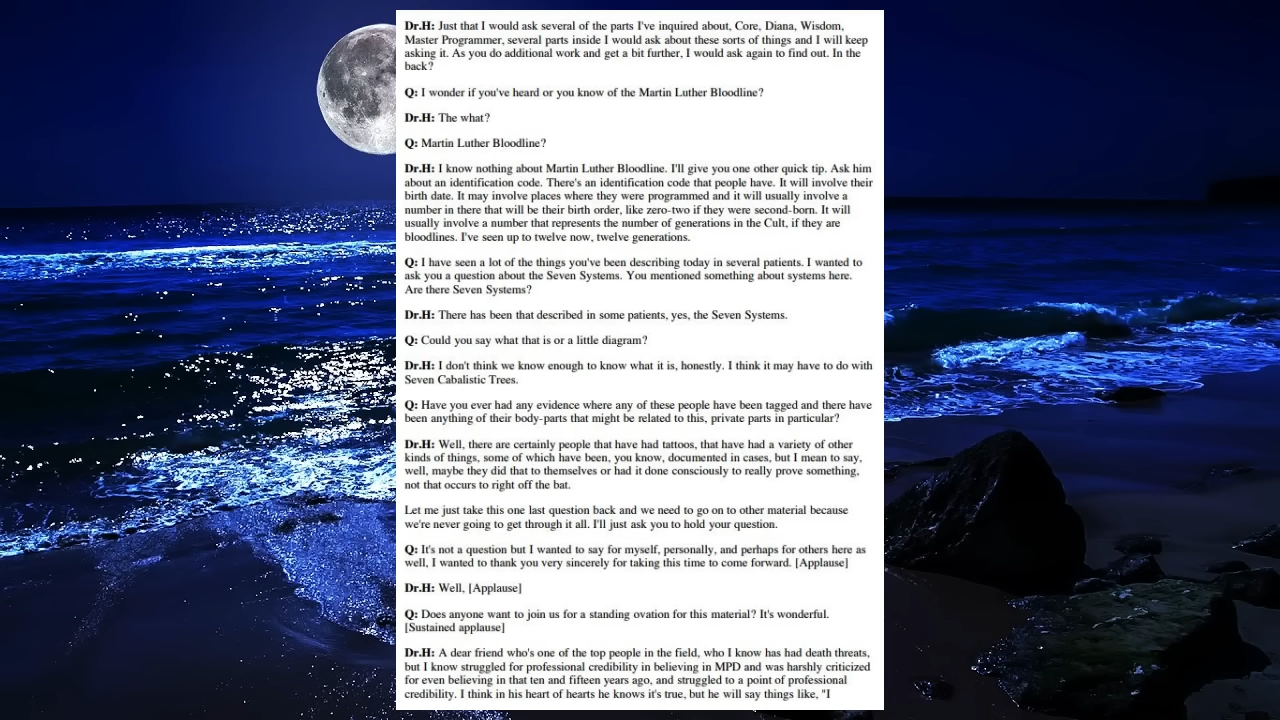 Dr.H: Just that I would ask several of the parts I've inquired about, Core, Diana, Wisdom,
Master Programmer, several parts inside I would ask about these sorts of things and I will keep
asking it. As you do additional work and get a bit further, I would ask again to find out. In the
back?
Q: I wonder if you've heard or you know of the Martin Luther Bloodline?
Dr.H: The what?
Q: Martin Luther Bloodline?
Dr.H: I know nothing about Martin Luther Bloodline. I'll give you one other quick tip. Ask him
about an identification code. There's an identification code that people have. It will involve their
birth date. It may involve places where they were programmed and it will usually involve a
number in there that will be their birth order, like zero-two if they were second-born. It will
usually involve a number that represents the number of generations in the Cult, if they are
bloodlines. I've seen up to twelve now, twelve generations.
Q: I have seen a lot of the things you've been describing today in several patients. I wanted to
ask you a question about the Seven Systems. You mentioned something about systems here.
Are there Seven Systems?
Dr.H: There has been that described in some patients, yes, the Seven Systems.
Q: Could you say what that is or a little diagram?
Dr.H: I don't think we know enough to know what it is, honestly. I think it may have to do with
Seven Cabalistic Trees.
Q: Have you ever had any evidence where any of these people have been tagged and there have
been anything of their body-parts that might be related to this, private parts in particular?
Dr.H: Well, there are certainly people that have had tattoos, that have had a variety of other
kinds of things, some of which have been, you know, documented in cases, but I mean to say,
well, maybe they did that to themselves or had it done consciously to really prove something,
not that occurs to right off the bat.
Let me just take this one last question back and we need to go on to other material because
we're never going to get through it all. I'll just ask you to hold your question.
Q: It's not a question but I wanted to say for myself, personally, and perhaps for others here as
well, I wanted to thank you very sincerely for taking this time to come forward. [Applause]
Dr.H: Well, [Applause]
Q: Does anyone want to join us for a standing ovation for this material? It's wonderful.
[Sustained applause]
Dr.H: A dear friend who's one of the top people in the field, who I know has had death threats,
but I know struggled for professional credibility in believing in MPD and was harshly criticized
for even believing in that ten and fifteen years ago, and struggled to a point of professional
credibility. I think in his heart of hearts he knows it's true, but he will say things like, "I